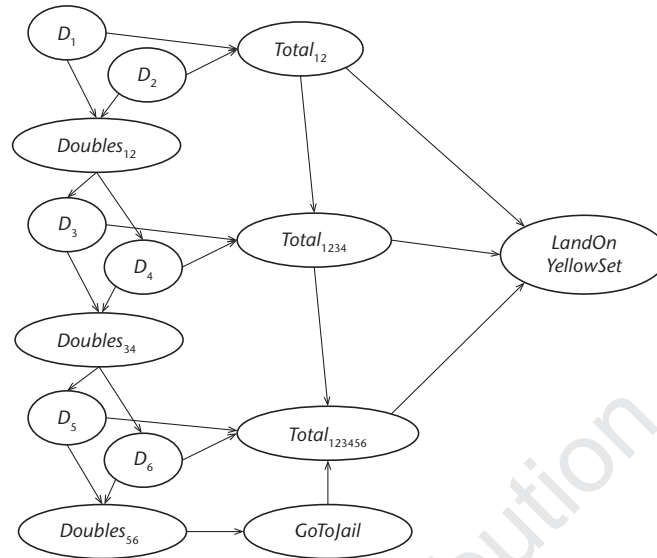 D₁
Total₁₂
D₂
Doubles₁₂
D₃
Total₁₂₃₄
LandOn
YellowSet
D₄
Doubles₃₄
D₅
Total₁₂₃₄₅₆
D₆
Doubles₅₆
GoToJail